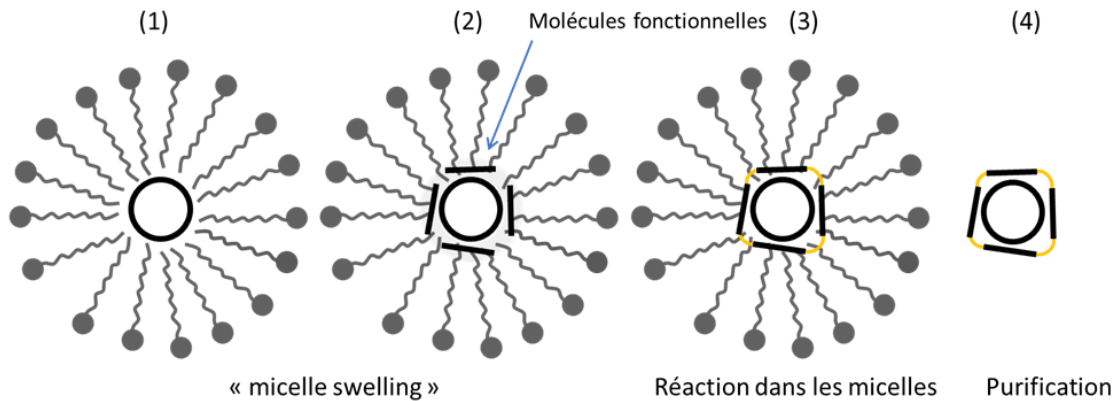 (1)
(2)
Molécules fonctionnelles
(3)
(4)
« micelle swelling »
Réaction dans les micelles
Purification